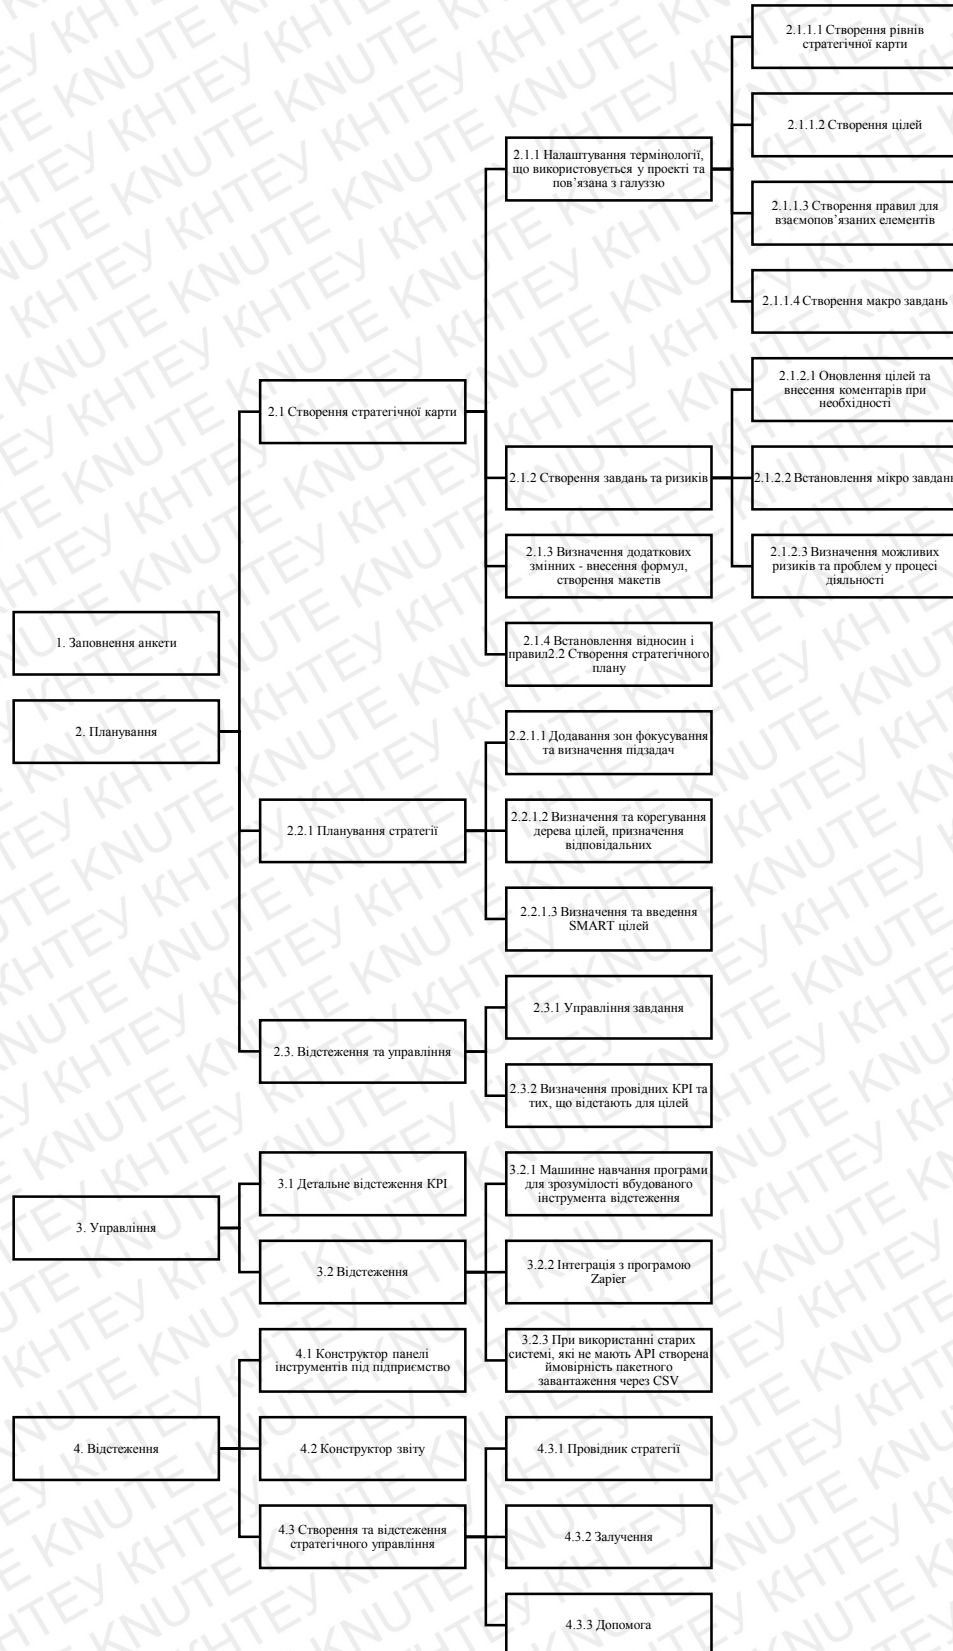 2.1.1.1 Створення рівнів
стратегічної карти
2.1.1.2 Створення цілей
2.1.1 Налаштування термінології,
що використовується у проекті та
пов’язана з галуззю
2.1.1.3 Створення правил для
взаємопов’язаних елементів
2.1.1.4 Створення макро завдань
2.1 Створення стратегічної карти
2.1.2.1 Оновлення цілей та
внесення коментарів при
необхідності
2.1.2 Створення завдань та ризиків
2.1.2.2 Встановлення мікро завдань
2.1.3 Визначення додаткових
змінних - внесення формул,
створення макетів
2.1.2.3 Визначення можливих
ризиків та проблем у процесі
діяльності
1. Заповнення анкети
2.1.4 Встановлення відносин і
правил2.2 Створення стратегічного
плану
2. Планування
2.2.1.1 Додавання зон фокусування
та визначення підзадач
2.2.1 Планування стратегії
2.2.1.2 Визначення та корегування
дерева цілей, призначення
відповідальних
2.2.1.3 Визначення та введення
SMART цілей
2.3.1 Управління завдання
2.3. Відстеження та управління
2.3.2 Визначення провідних KPI та
тих, що відстають для цілей
3.1 Детальне відстеження KPI
3.2.1 Машинне навчання програми
для зрозумілості вбудованого
інструмента відстеження
3. Управління
3.2 Відстеження
3.2.2 Інтеграція з програмою
Zapier
4.1 Конструктор панелі
інструментів під підприємство
3.2.3 При використанні старих
системі, які не мають API створена
ймовірність пакетного
завантаження через CSV
4. Відстеження
4.2 Конструктор звіту
4.3.1 Провідник стратегії
4.3 Створення та відстеження
стратегічного управління
4.3.2 Залучення
4.3.3 Допомога